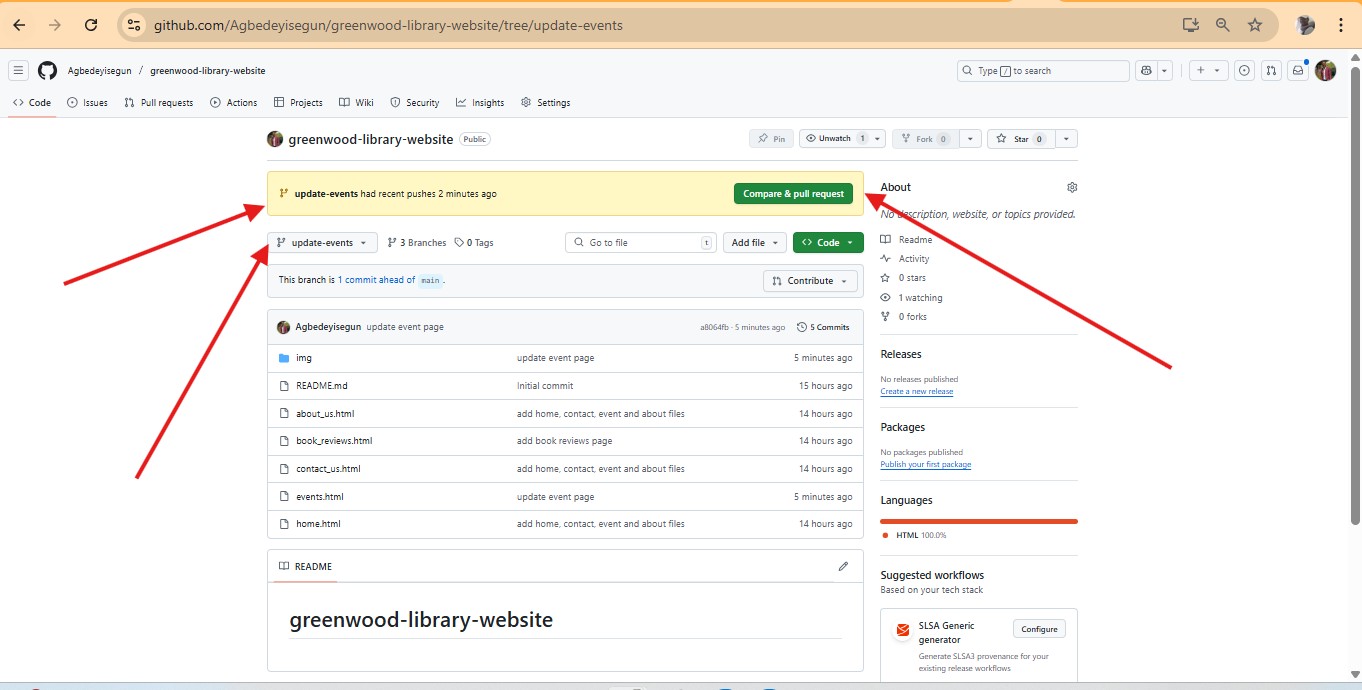 github.com/Agbedeyisegun/greenwood-library-website/tree/update-events
Agbedeyisegun / greenwood-library-website
Type / to search
Code Issues Pull requests Actions Projects Wiki Security Insights Settings
greenwood-library-website Public
Pin Unwatch 1 Fork 0 Star 0
update-events had recent pushes 2 minutes ago
Compare & pull request
update-events 3 Branches 0 Tags
Go to file t
Add file
Code
This branch is 1 commit ahead of main.
Contribute
Agbedeyisegun update event page a8064fb · 5 minutes ago 5 Commits
img update event page 5 minutes ago
README.md Initial commit 15 hours ago
about_us.html add home, contact, event and about files 14 hours ago
book_reviews.html add book reviews page 14 hours ago
contact_us.html add home, contact, event and about files 14 hours ago
events.html update event page 5 minutes ago
home.html add home, contact, event and about files 14 hours ago
README
greenwood-library-website
About
No description, website, or topics provided.
Readme
Activity
0 stars
1 watching
0 forks
Releases
No releases published
Create a new release
Packages
No packages published
Publish your first package
Languages
HTML 100.0%
Suggested workflows
Based on your tech stack
SLSA Generic
generator
Configure
Generate SLSA3 provenance for your
existing release workflows